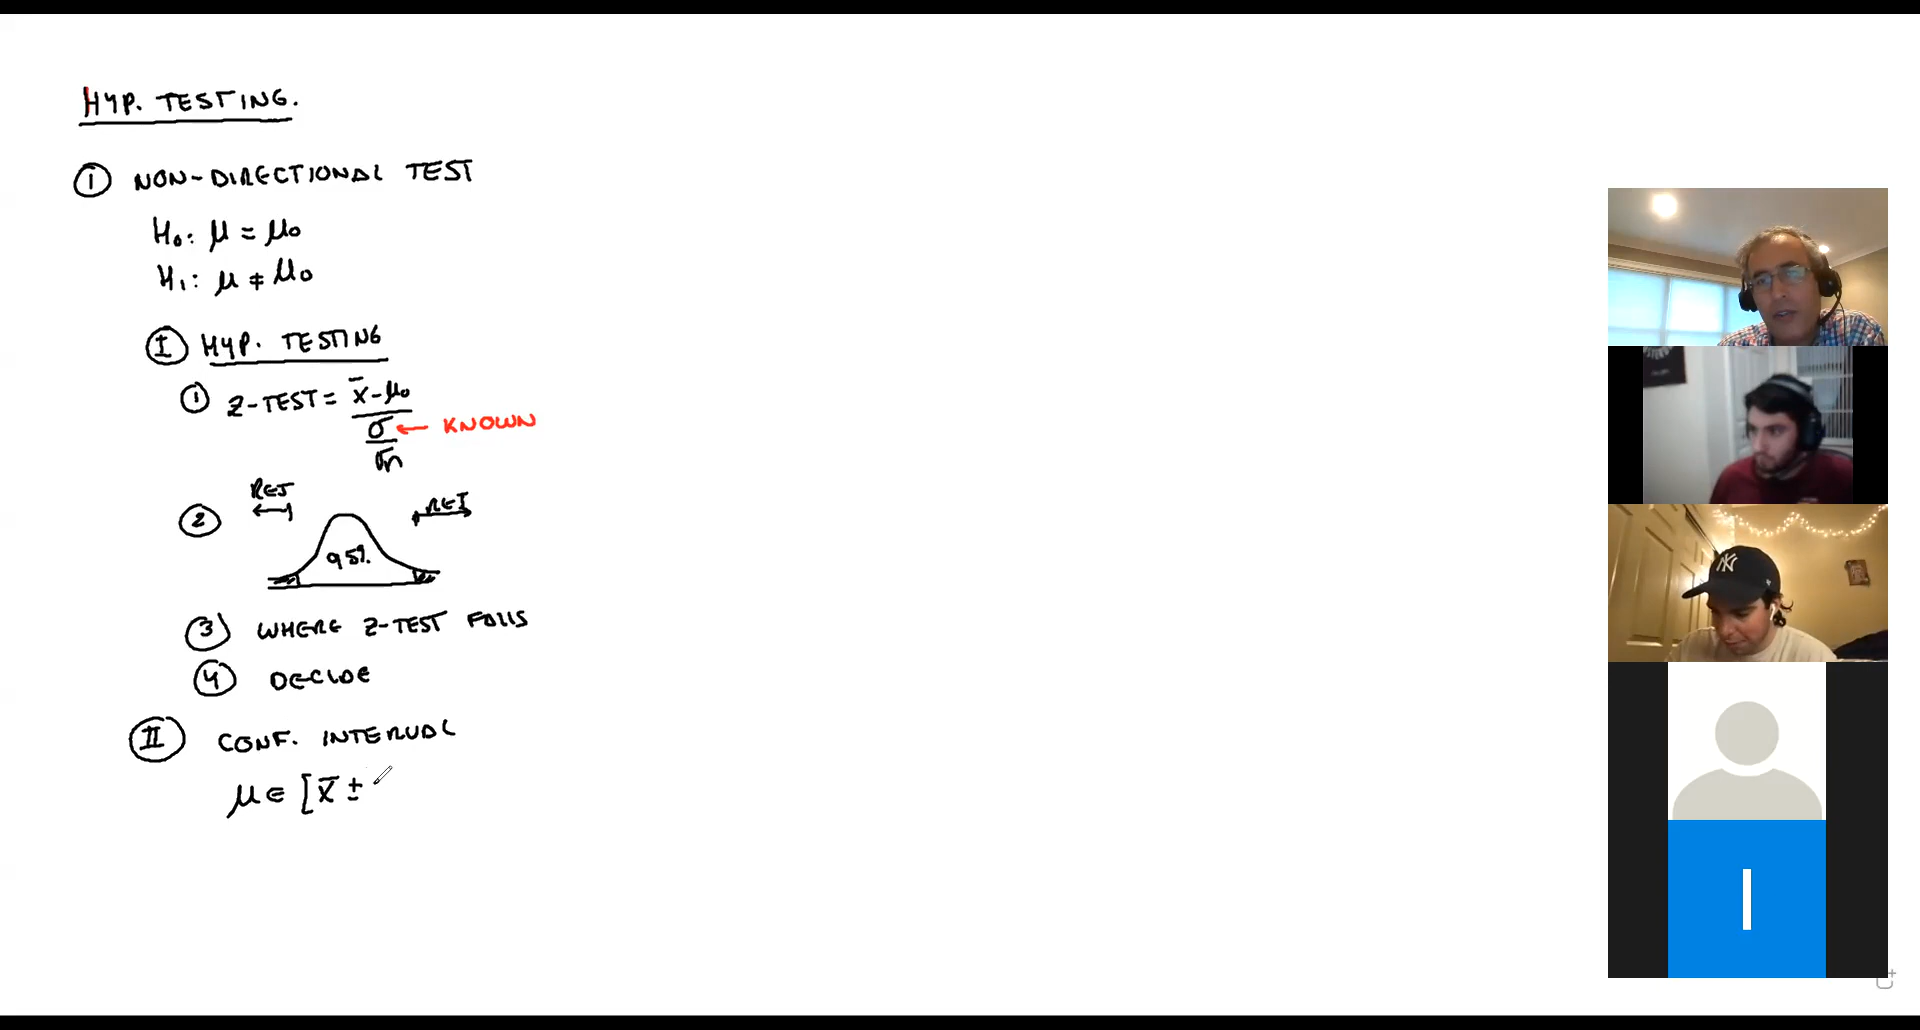 HYP. TESTING.
① NON-DIRECTIONAL TEST
H₀: μ = μ₀
H₁: μ ≠ μ₀
Ⓘ HYP. TESTING
① Z-TEST = x̄-μ₀
σ ← KNOWN
√n
② REJ REJ
95%
③ WHERE Z-TEST FALLS
④ DECIDE
II CONF. INTERVAL
μ ∈ [x̄ ±
NY
I